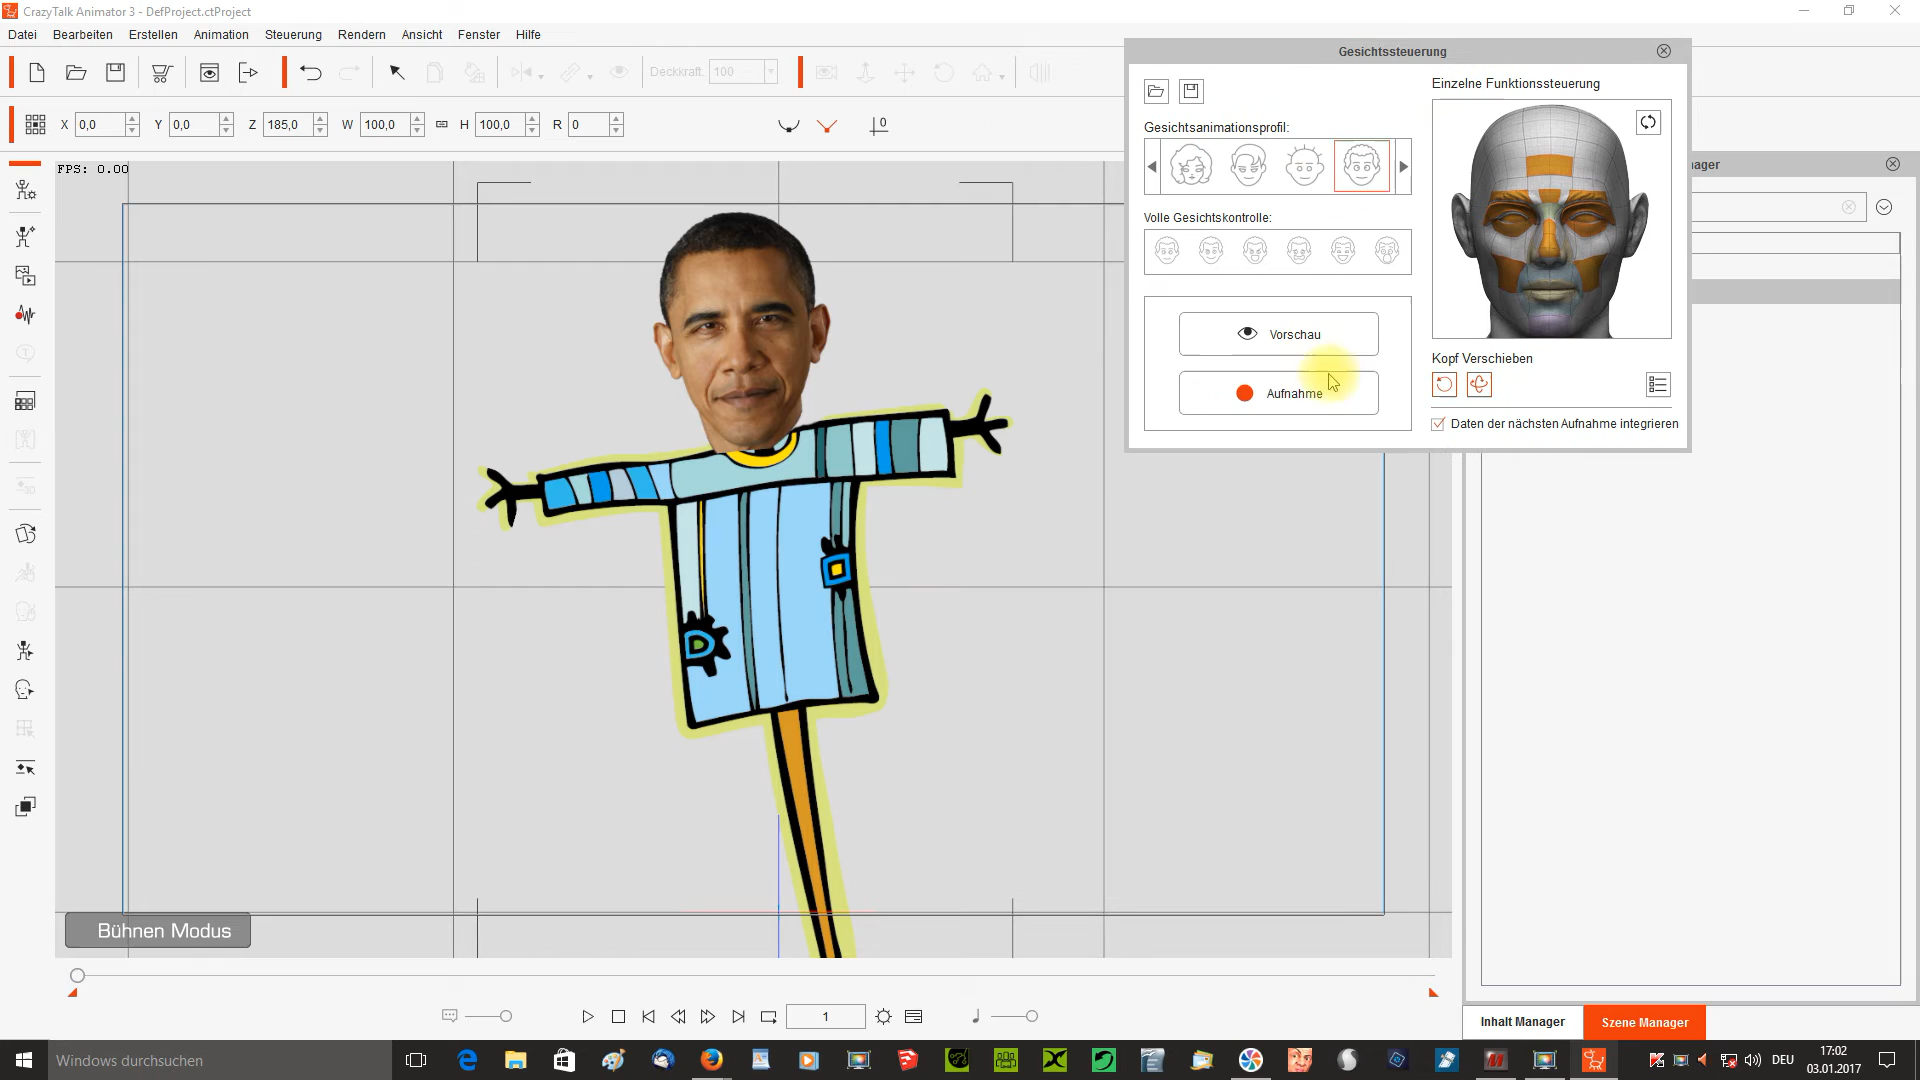 CrazyTalk Animator 3 - DefProject.ctProject
Datei Bearbeiten Erstellen Animation Steuerung Rendern Ansicht Fenster Hilfe
Deckkraft: 100
X 0,0 Y 0,0 Z 185,0 W 100,0 H 100,0 R 0
0
FPS: 0.00
Gesichtssteuerung
Einzelne Funktionssteuerung
Gesichtsanimationsprofil:
Volle Gesichtskontrolle:
Vorschau
Aufnahme
Kopf Verschieben
Daten der nächsten Aufnahme integrieren
nager
Bühnen Modus
1
Inhalt Manager
Szene Manager
Windows durchsuchen
DEU
17:02
03.01.2017